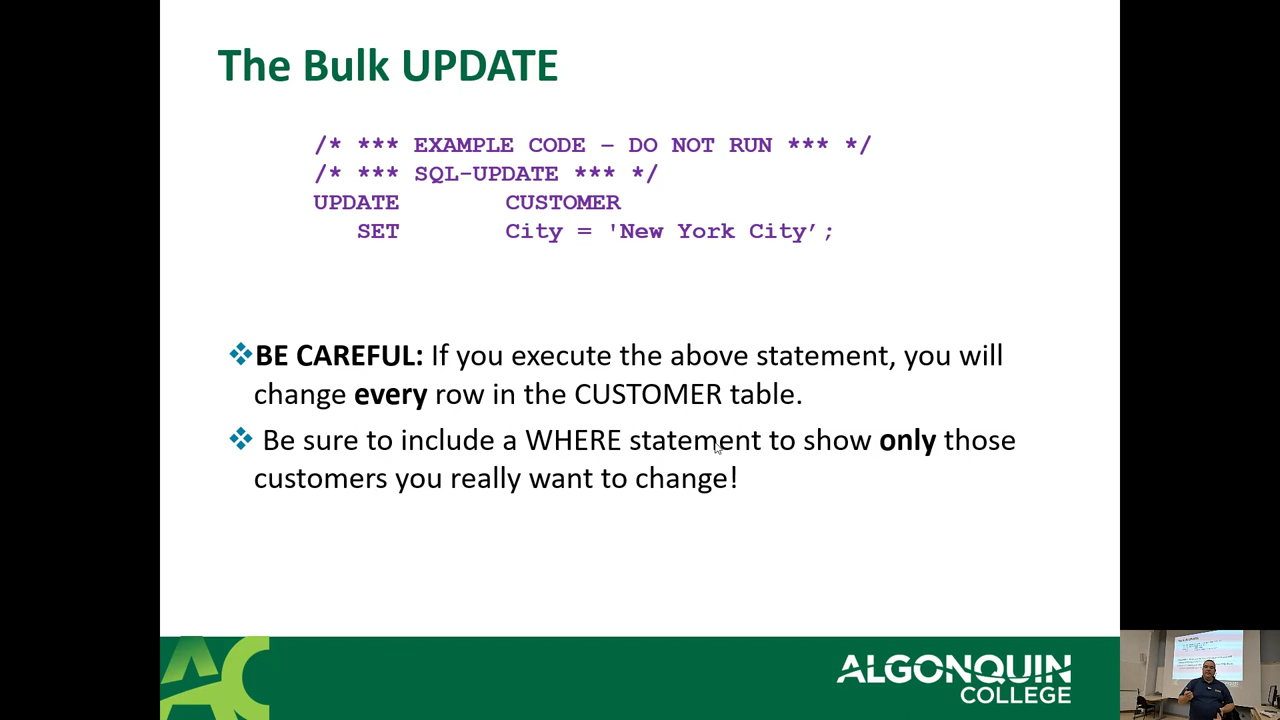 The Bulk UPDATE
/* *** EXAMPLE CODE – DO NOT RUN *** */
/* *** SQL-UPDATE *** */
UPDATE CUSTOMER
SET City = 'New York City’;
BE CAREFUL: If you execute the above statement, you will
change every row in the CUSTOMER table.
Be sure to include a WHERE statement to show only those
customers you really want to change!
AC
ALGONQUIN
COLLEGE